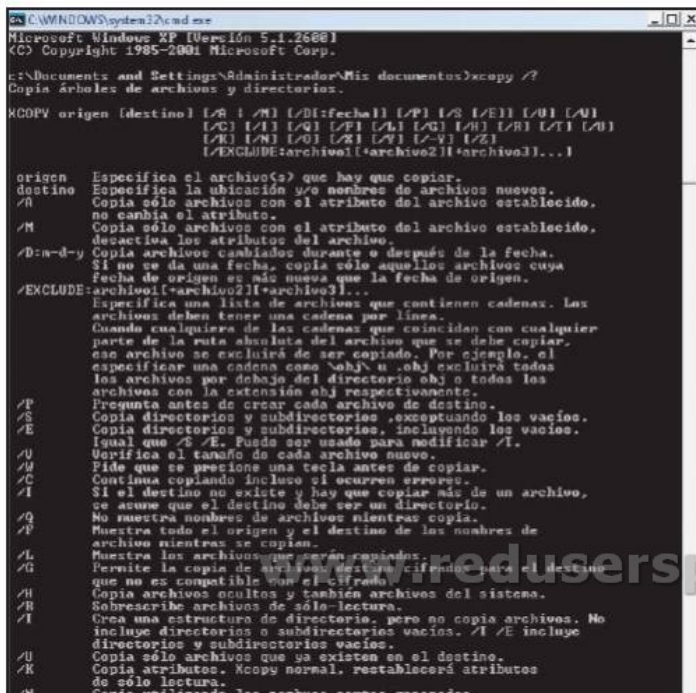 C:\WINDOWS\system32\cmd.exe
Microsoft Windows XP [Versión 5.1.2600]
(C) Copyright 1985-2001 Microsoft Corp.
c:\Documents and Settings\Administrador\Mis documentos>xcopy /?
Copia árboles de archivos y directorios.
XCOPY origen [destino] [/A | /M] [/D[:fecha]] [/P] [/S [/E]] [/V] [/W]
[/C] [/I] [/Q] [/F] [/L] [/G] [/H] [/R] [/T] [/U]
[/K] [/N] [/O] [/X] [/Y] [/-Y] [/Z]
[/EXCLUDE:archivo1[+archivo2][+archivo3]...]
origen Especifica el archivo(s) que hay que copiar.
destino Especifica la ubicación y/o nombres de archivos nuevos.
/A Copia sólo archivos con el atributo del archivo establecido,
no cambia el atributo.
/M Copia sólo archivos con el atributo del archivo establecido,
desactiva los atributos del archivo.
/D:m-d-y Copia archivos cambiados durante o después de la fecha.
Si no se da una fecha, copia sólo aquellos archivos cuya
fecha de origen es más nueva que la fecha de origen.
/EXCLUDE:archivo1[+archivo2][+archivo3]...
Especifica una lista de archivos que contienen cadenas. Los
archivos deben tener una cadena por línea.
Cuando cualquiera de las cadenas que coincidan con cualquier
parte de la ruta absoluta del archivo que se debe copiar,
ese archivo se excluirá de ser copiado. Por ejemplo, el
especificar una cadena como \obj\ u .obj excluirá todos
los archivos por debajo del directorio obj o todos los
archivos con la extensión obj respectivamente.
/P Pregunta antes de crear cada archivo de destino.
/S Copia directorios y subdirectorios ,exceptuando los vacíos.
/E Copia directorios y subdirectorios, incluyendo los vacíos.
Igual que /S /E. Puede ser usado para modificar /T.
/V Verifica el tamaño de cada archivo nuevo.
/W Pide que se presione una tecla antes de copiar.
/C Continua copiando incluso si ocurren errores.
/I Si el destino no existe y hay que copiar más de un archivo,
se asume que el destino debe ser un directorio.
/Q No muestra nombres de archivos mientras copia.
/F Muestra todo el origen y el destino de los nombres de
archivo mientras se copian.
/L Muestra los archivos que serán copiados.
/G Permite la copia de archivos cifrados para el destino
que no es compatible con cifrado.
/H Copia archivos ocultos y también archivos del sistema.
/R Sobrescribe archivos de sólo-lectura.
/T Crea una estructura de directorio, pero no copia archivos. No
incluye directorios o subdirectorios vacíos. /T /E incluye
directorios y subdirectorios vacíos.
/U Copia sólo archivos que ya existen en el destino.
/K Copia atributos. Xcopy normal, restablecerá atributos
de sólo lectura.
www.redusers